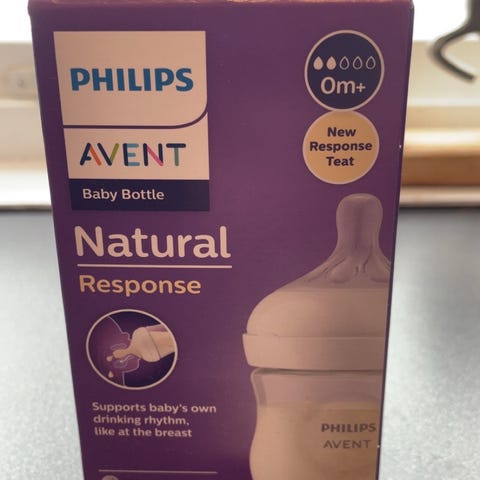 PHILIPS
AVENT
Baby Bottle
0m+
New
Response
Teat
Natural
Response
Supports baby's own
drinking rhythm,
like at the breast
PHILIPS
AVENT